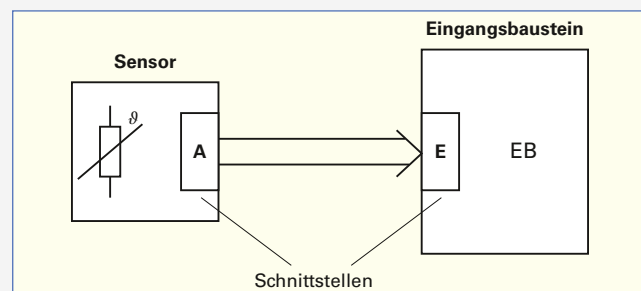 Eingangsbaustein
Sensor
ϑ
A
E
EB
Schnittstellen